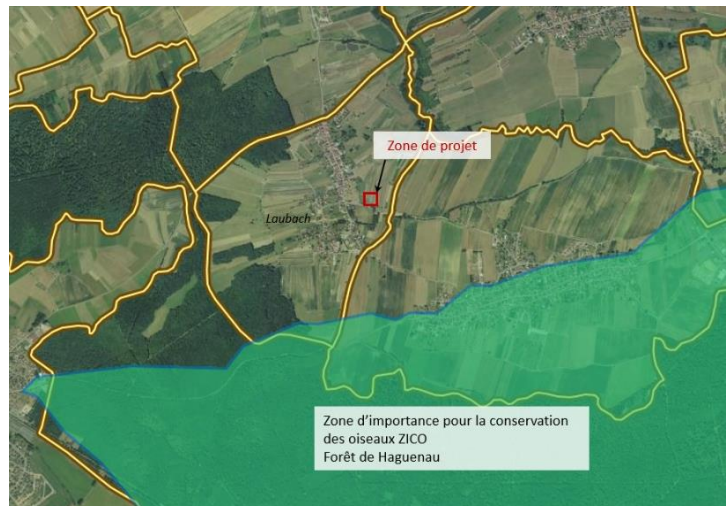 Zone de projet
Laubach
Zone d’importance pour la conservation
des oiseaux ZICO
Forêt de Haguenau